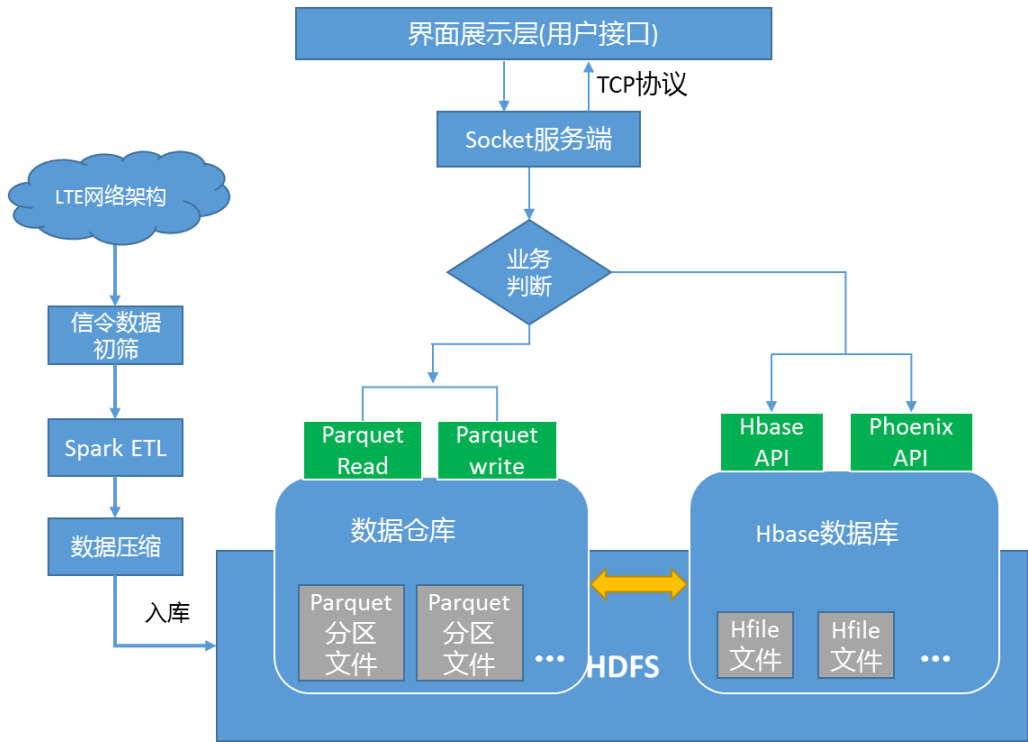 界面展示层(用户接口)
TCP协议
Socket服务端
LTE网络架构
业务
判断
信令数据
初筛
Spark ETL
数据压缩
入库
Parquet
Read
Parquet
write
Hbase
API
Phoenix
API
数据仓库
Hbase数据库
Parquet
分区
文件
Parquet
分区
文件
...
HDFS
Hfile
文件
Hfile
文件
...